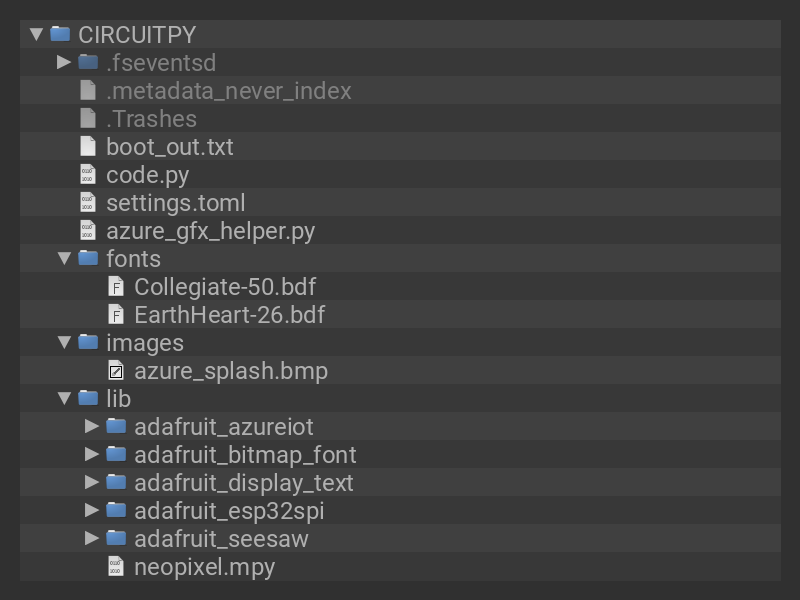 CIRCUITPY
.fseventsd
.metadata_never_index
.Trashes
boot_out.txt
code.py
settings.toml
azure_gfx_helper.py
fonts
Collegiate-50.bdf
EarthHeart-26.bdf
images
azure_splash.bmp
lib
adafruit_azureiot
adafruit_bitmap_font
adafruit_display_text
adafruit_esp32spi
adafruit_seesaw
neopixel.mpy